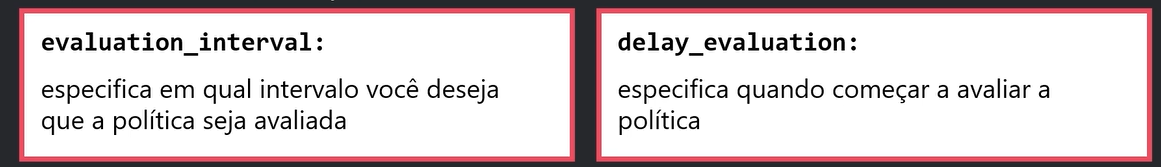 evaluation_interval:
especifica em qual intervalo você deseja
que a política seja avaliada
delay_evaluation:
especifica quando começar a avaliar a
política